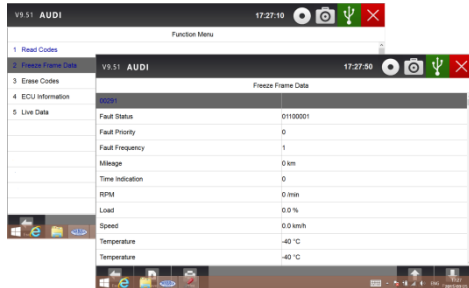 V9.51 AUDI 17:27:10
Function Menu
1 Read Codes
2 Freeze Frame Data
3 Erase Codes
4 ECU Information
5 Live Data
V9.51 AUDI 17:27:50
Freeze Frame Data
00291
Fault Status 01100001
Fault Priority 0
Fault Frequency 1
Mileage 0 km
Time Indication 0
RPM 0 /min
Load 0.0 %
Speed 0.0 km/h
Temperature -40 °C
Temperature -40 °C